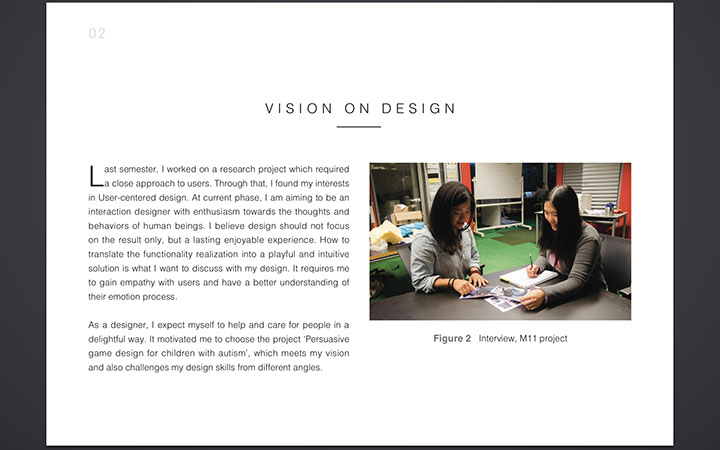 02
VISION ON DESIGN
Last semester, I worked on a research project which required
a close approach to users. Through that, I found my interests
in User-centered design. At current phase, I am aiming to be an
interaction designer with enthusiasm towards the thoughts and
behaviors of human beings. I believe design should not focus
on the result only, but a lasting enjoyable experience. How to
translate the functionality realization into a playful and intuitive
solution is what I want to discuss with my design. It requires me
to gain empathy with users and have a better understanding of
their emotion process.
As a designer, I expect myself to help and care for people in a
delightful way. It motivated me to choose the project ‘Persuasive
game design for children with autism’, which meets my vision
and also challenges my design skills from different angles.
Figure 2 Interview, M11 project